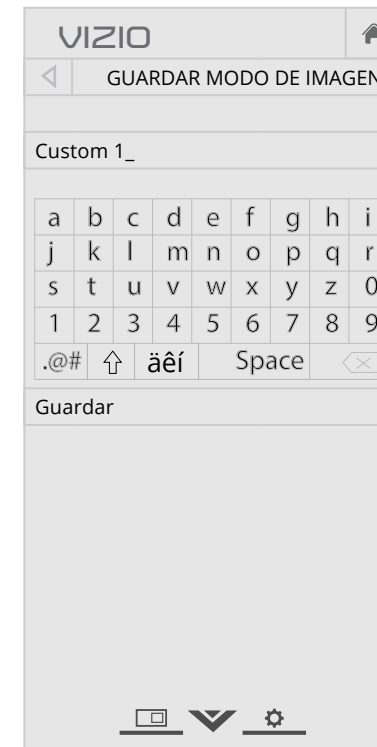 VIZIO
GUARDAR MODO DE IMAGEN
Custom 1_
a b c d e f g h i
j k l m n o p q r
s t u v w x y z 0
1 2 3 4 5 6 7 8 9
.@# äêí Space
Guardar